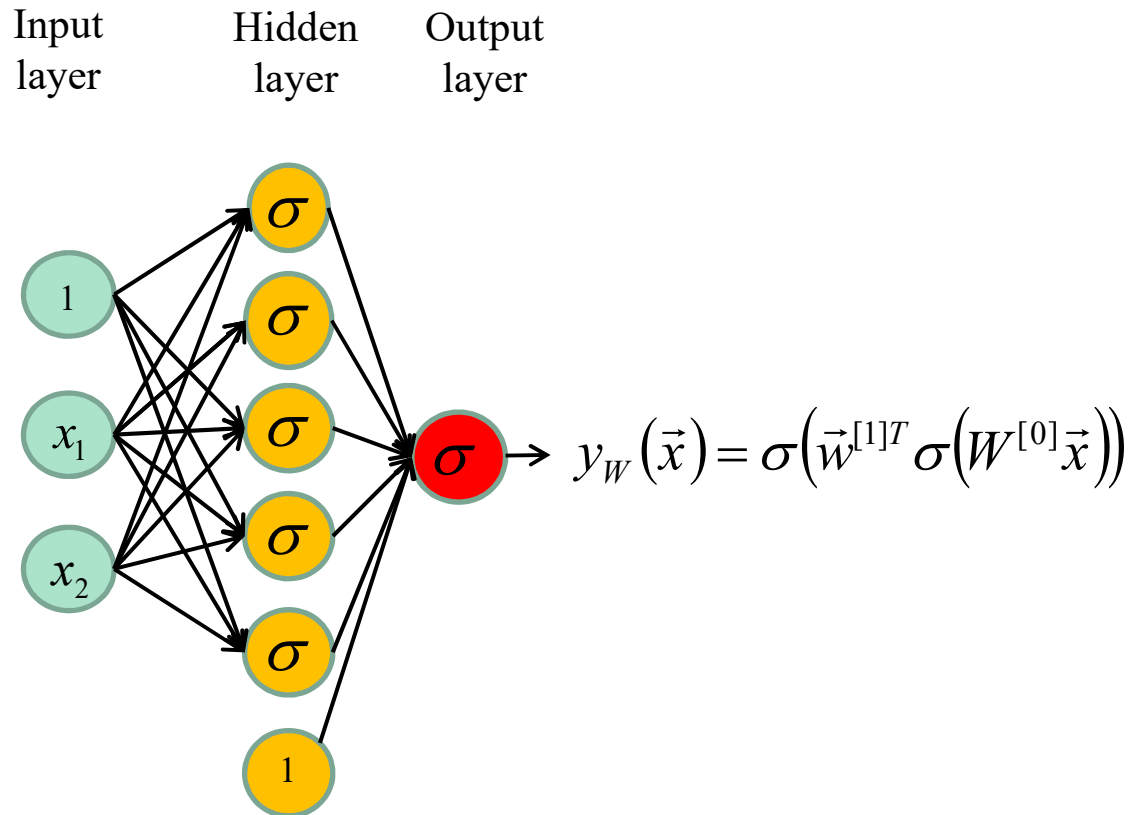 Input
layer
Hidden
layer
Output
layer
1
x₁
x₂
σ
σ
σ
σ
σ
1
σ
y_W(x⃗) = σ(w⃗^{[1]T} σ(W^{[0]} x⃗))